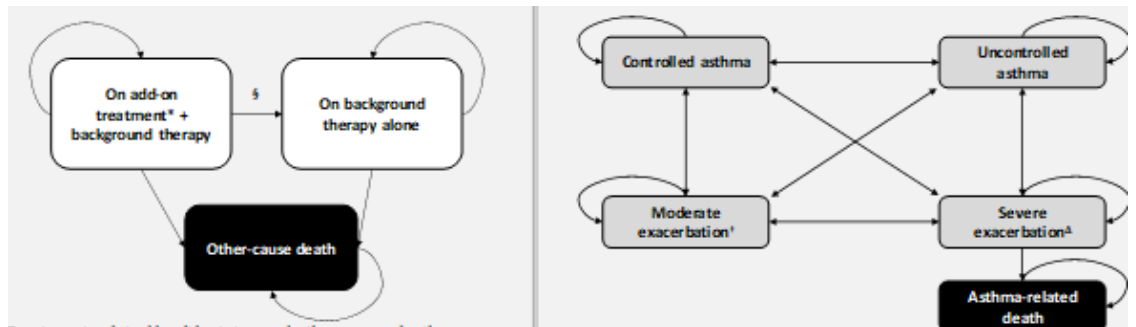 On add-on
treatment* +
background therapy
§
On background
therapy alone
Other-cause death
Controlled asthma
Uncontrolled
asthma
Moderate
exacerbation†
Severe
exacerbationΔ
Asthma-related
death